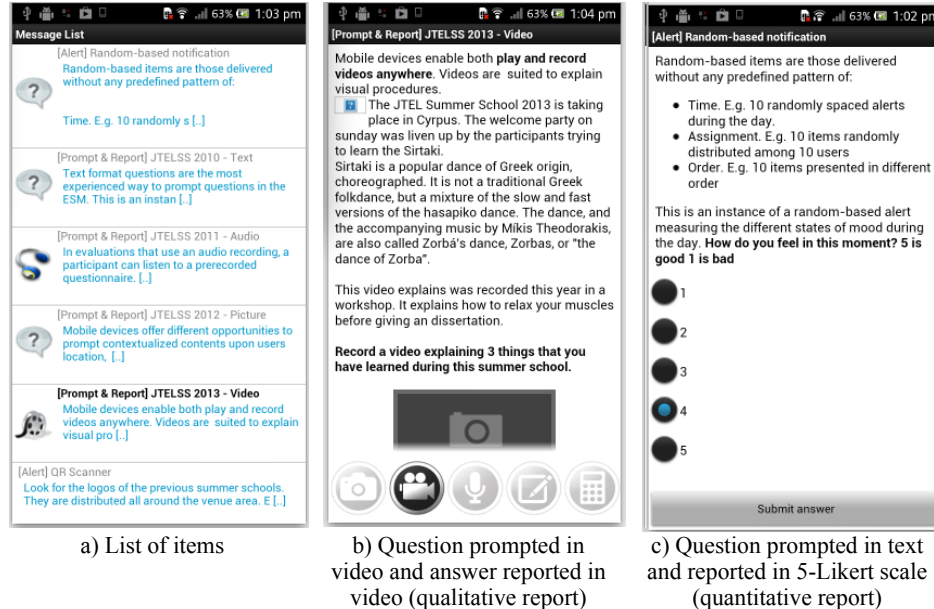 63% 1:03 pm
Message List
[Alert] Random-based notification
Random-based items are those delivered
without any predefined pattern of:
Time. E.g. 10 randomly s [..]
[Prompt & Report] JTELSS 2010 - Text
Text format questions are the most
experienced way to prompt questions in the
ESM. This is an instan [..]
[Prompt & Report] JTELSS 2011 - Audio
In evaluations that use an audio recording, a
participant can listen to a prerecorded
questionnaire. [..]
[Prompt & Report] JTELSS 2012 - Picture
Mobile devices offer different opportunities to
prompt contextualized contents upon users
location, [..]
[Prompt & Report] JTELSS 2013 - Video
Mobile devices enable both play and record
videos anywhere. Videos are suited to explain
visual pro [..]
[Alert] QR Scanner
Look for the logos of the previous summer schools.
They are distributed all around the venue area. E [..]
a) List of items
63% 1:04 pm
[Prompt & Report] JTELSS 2013 - Video
Mobile devices enable both play and record
videos anywhere. Videos are suited to explain
visual procedures.
The JTEL Summer School 2013 is taking
place in Cyrpus. The welcome party on
sunday was liven up by the participants trying
to learn the Sirtaki.
Sirtaki is a popular dance of Greek origin,
choreographed. It is not a traditional Greek
folkdance, but a mixture of the slow and fast
versions of the hasapiko dance. The dance, and
the accompanying music by Míkis Theodorakis,
are also called Zorbá's dance, Zorbas, or "the
dance of Zorba".
This video explains was recorded this year in a
workshop. It explains how to relax your muscles
before giving an dissertation.
Record a video explaining 3 things that you
have learned during this summer school.
b) Question prompted in
video and answer reported in
video (qualitative report)
63% 1:02 pm
[Alert] Random-based notification
Random-based items are those delivered
without any predefined pattern of:
• Time. E.g. 10 randomly spaced alerts
during the day.
• Assignment. E.g. 10 items randomly
distributed among 10 users
• Order. E.g. 10 items presented in different
order
This is an instance of a random-based alert
measuring the different states of mood during
the day. How do you feel in this moment? 5 is
good 1 is bad
1
2
3
4
5
Submit answer
c) Question prompted in text
and reported in 5-Likert scale
(quantitative report)